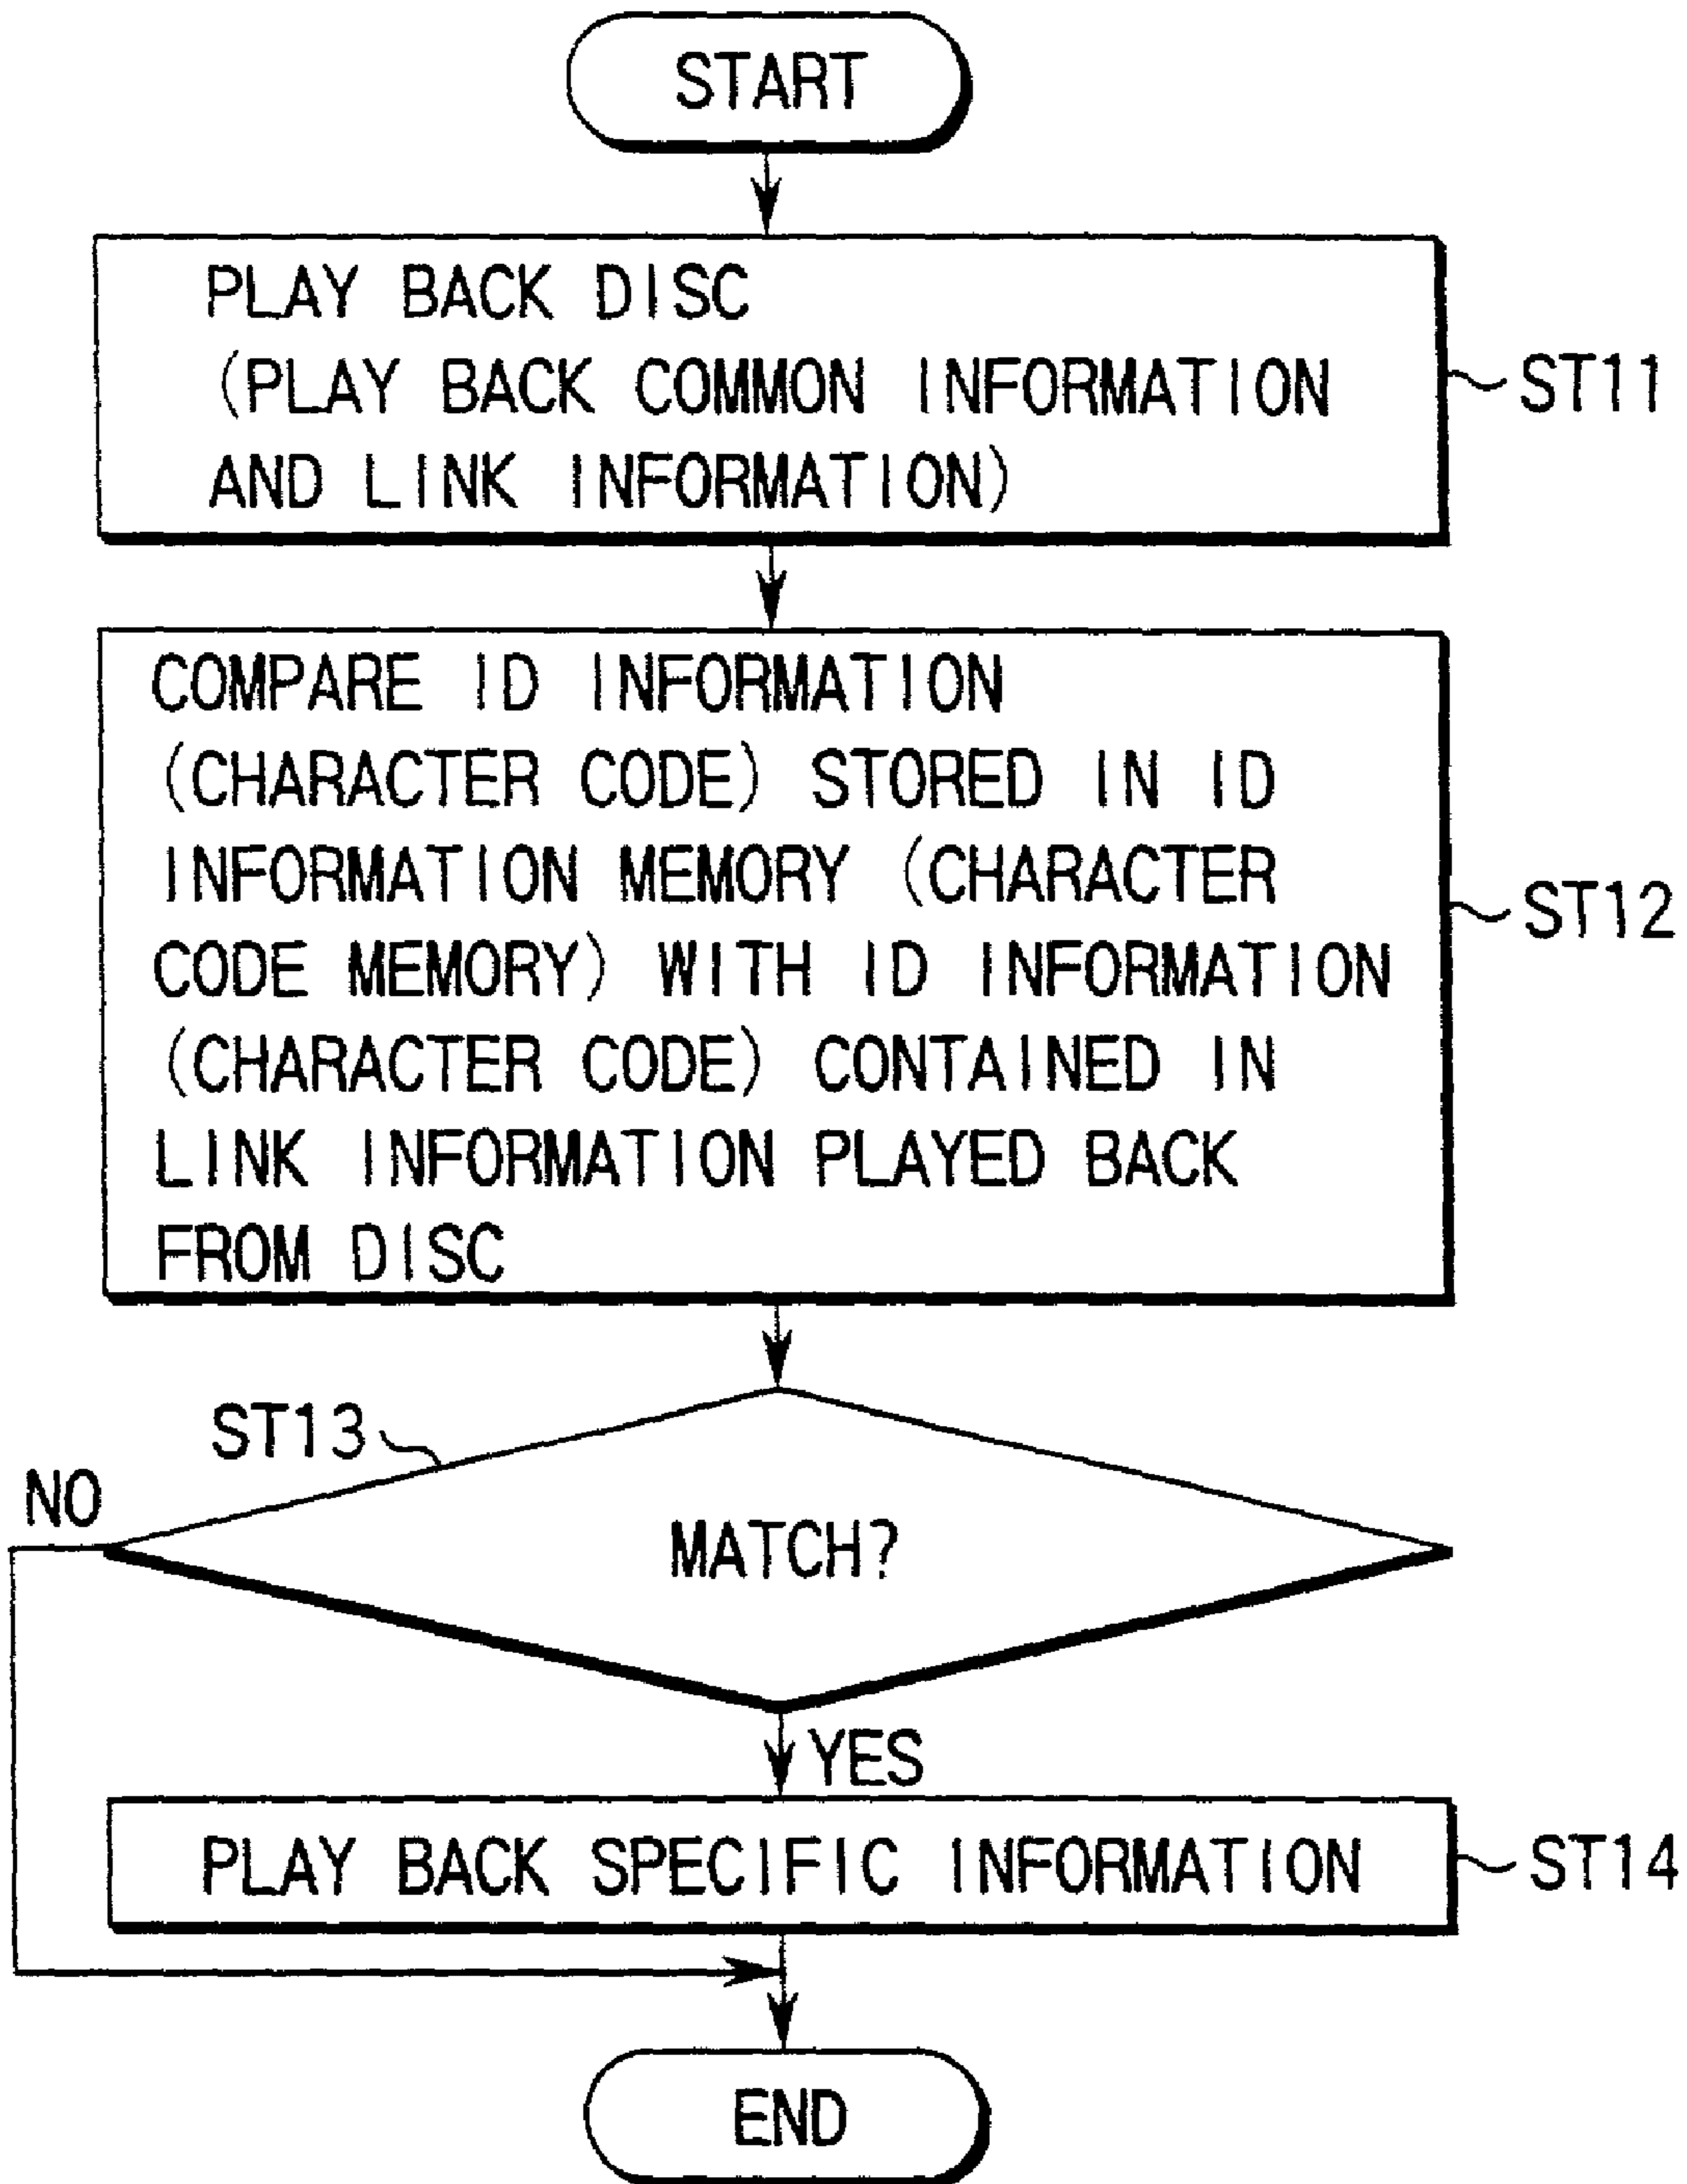 START
PLAY BACK DISC
(PLAY BACK COMMON INFORMATION
AND LINK INFORMATION)
ST11
COMPARE ID INFORMATION
(CHARACTER CODE) STORED IN ID
INFORMATION MEMORY (CHARACTER
CODE MEMORY) WITH ID INFORMATION
(CHARACTER CODE) CONTAINED IN
LINK INFORMATION PLAYED BACK
FROM DISC
ST12
ST13
NO
MATCH?
YES
PLAY BACK SPECIFIC INFORMATION
ST14
END